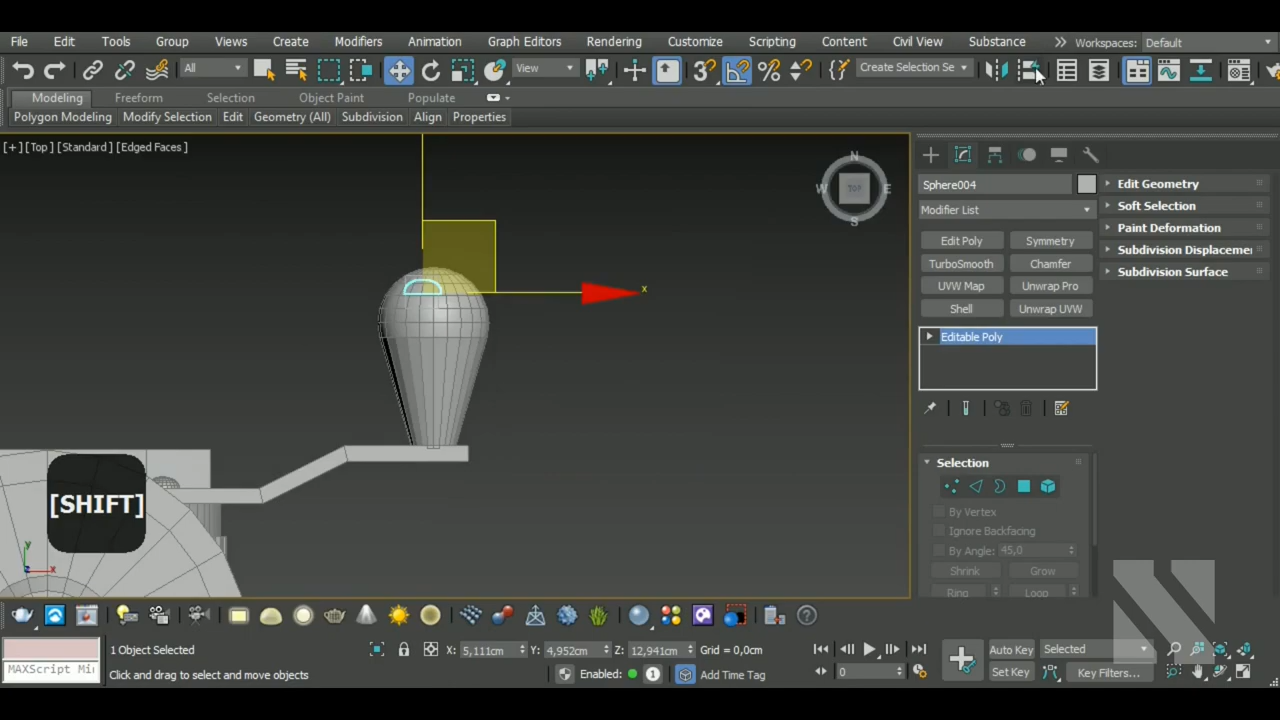 File Edit Tools Group Views Create Modifiers Animation Graph Editors Rendering Customize Scripting Content Civil View Substance Workspaces: Default
All View Create Selection Se
Modeling Freeform Selection Object Paint Populate
Polygon Modeling Modify Selection Edit Geometry (All) Subdivision Align Properties
[+] [Top] [Standard] [Edged Faces]
N
W TOP E
S
Sphere004
Modifier List
Edit Poly Symmetry
TurboSmooth Chamfer
UVW Map Unwrap Pro
Shell Unwrap UVW
Editable Poly
Edit Geometry
Soft Selection
Paint Deformation
Subdivision Displacemen
Subdivision Surface
Selection
By Vertex
Ignore Backfacing
By Angle: 45,0
Shrink Grow
Ring Loop
x
[SHIFT]
y
z x
1 Object Selected
X: 5,111cm Y: 4,952cm Z: 12,941cm Grid = 0,0cm
MAXScript Mi
Click and drag to select and move objects
Enabled: 1 Add Time Tag
0
Auto Key Selected
Set Key Key Filters...